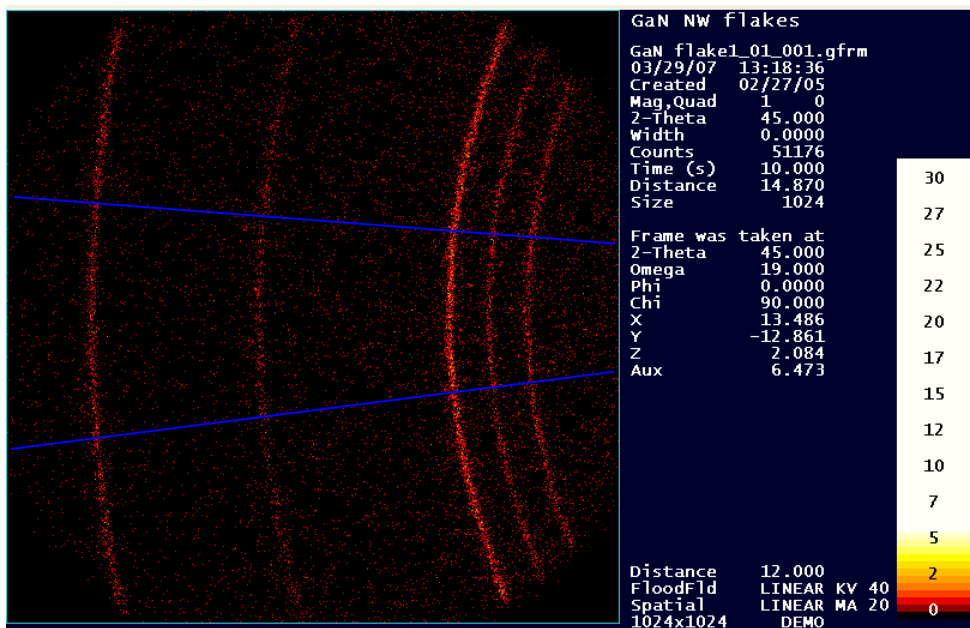 GaN NW flakes
GaN flake1_01_001.gfrm
03/29/07 13:18:36
Created 02/27/05
Mag,Quad 1 0
2-Theta 45.000
Width 0.0000
Counts 51176
Time (s) 10.000
Distance 14.870
Size 1024
Frame was taken at
2-Theta 45.000
Omega 19.000
Phi 0.0000
Chi 90.000
X 13.486
Y -12.861
Z 2.084
Aux 6.473
30
27
25
22
20
17
15
12
10
7
5
2
0
Distance 12.000
FloodFld LINEAR KV 40
Spatial LINEAR MA 20
1024x1024 DEMO